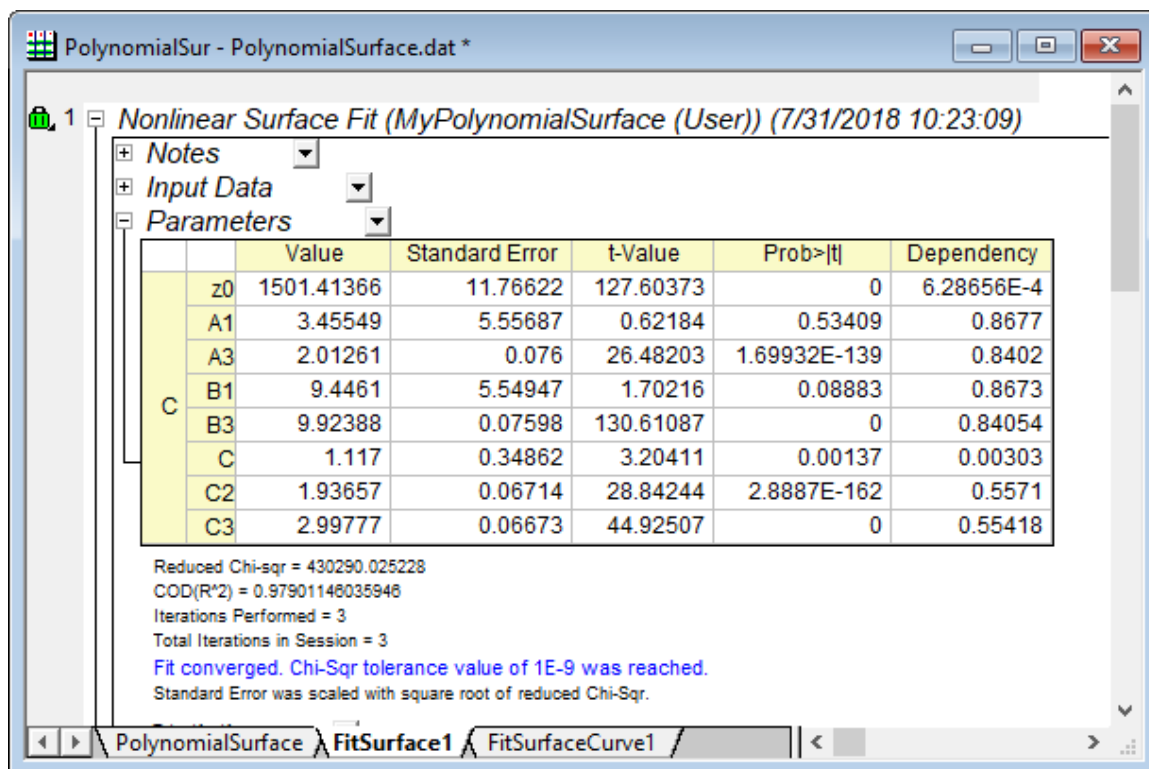 PolynomialSur - PolynomialSurface.dat *
1 Nonlinear Surface Fit (MyPolynomialSurface (User)) (7/31/2018 10:23:09)
Notes
Input Data
Parameters
Value Standard Error t-Value Prob>|t| Dependency
z0 1501.41366 11.76622 127.60373 0 6.28656E-4
A1 3.45549 5.55687 0.62184 0.53409 0.8677
A3 2.01261 0.076 26.48203 1.69932E-139 0.8402
B1 9.4461 5.54947 1.70216 0.08883 0.8673
C
B3 9.92388 0.07598 130.61087 0 0.84054
C 1.117 0.34862 3.20411 0.00137 0.00303
C2 1.93657 0.06714 28.84244 2.8887E-162 0.5571
C3 2.99777 0.06673 44.92507 0 0.55418
Reduced Chi-sqr = 430290.025228
COD(R^2) = 0.97901146035946
Iterations Performed = 3
Total Iterations in Session = 3
Fit converged. Chi-Sqr tolerance value of 1E-9 was reached.
Standard Error was scaled with square root of reduced Chi-Sqr.
PolynomialSurface FitSurface1 FitSurfaceCurve1